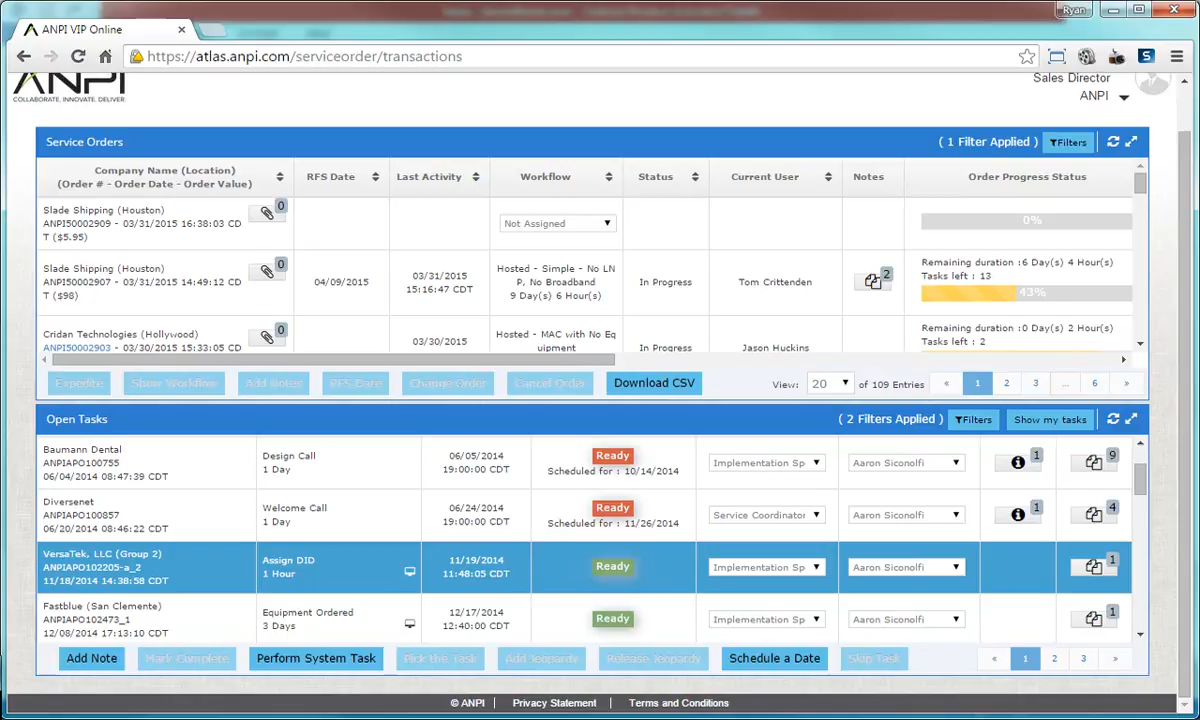 Ryan
ANPI VIP Online
https://atlas.anpi.com/serviceorder/transactions
ANPI
COLLABORATE. INNOVATE. DELIVER
Sales Director
ANPI
Service Orders
( 1 Filter Applied )
Filters
Company Name (Location)
(Order # - Order Date - Order Value)
RFS Date
Last Activity
Workflow
Status
Current User
Notes
Order Progress Status
Slade Shipping (Houston)
ANPI50002909 - 03/31/2015 16:38:03 CD
T ($5.95)
0
Not Assigned
0%
Slade Shipping (Houston)
ANPI50002907 - 03/31/2015 14:49:12 CD
T ($98)
0
04/09/2015
03/31/2015
15:16:47 CDT
Hosted - Simple - No LN
P, No Broadband
9 Day(s) 6 Hour(s)
In Progress
Tom Crittenden
2
Remaining duration :6 Day(s) 4 Hour(s)
Tasks left : 13
43%
Cridan Technologies (Hollywood)
ANPI50002903 - 03/30/2015 15:33:05 CD
0
03/30/2015
Hosted - MAC with No Eq
uipment
In Progress
Jason Huckins
Remaining duration :0 Day(s) 2 Hour(s)
Tasks left : 2
Expedite
Show Workflow
Add Notes
RFS Date
Change Order
Cancel Order
Download CSV
View:
20
of 109 Entries
«
1
2
3
...
6
»
Open Tasks
( 2 Filters Applied )
Filters
Show my tasks
Baumann Dental
ANPIAPO100755
06/04/2014 08:47:39 CDT
Design Call
1 Day
06/05/2014
19:00:00 CDT
Ready
Scheduled for : 10/14/2014
Implementation Sp
Aaron Siconolfi
1
9
Diversenet
ANPIAPO100857
06/20/2014 08:46:22 CDT
Welcome Call
1 Day
06/24/2014
19:00:00 CDT
Ready
Scheduled for : 11/26/2014
Service Coordinator
Aaron Siconolfi
1
4
VersaTek, LLC (Group 2)
ANPIAPO102205-a_2
11/18/2014 14:38:58 CDT
Assign DID
1 Hour
11/19/2014
11:48:05 CDT
Ready
Implementation Sp
Aaron Siconolfi
1
Fastblue (San Clemente)
ANPIAPO102473_1
12/08/2014 17:13:10 CDT
Equipment Ordered
3 Days
12/17/2014
12:40:00 CDT
Ready
Implementation Sp
Aaron Siconolfi
1
Add Note
Mark Complete
Perform System Task
Pick the Task
Add Jeopardy
Release Jeopardy
Schedule a Date
Skip Task
«
1
2
3
»
© ANPI
Privacy Statement
Terms and Conditions